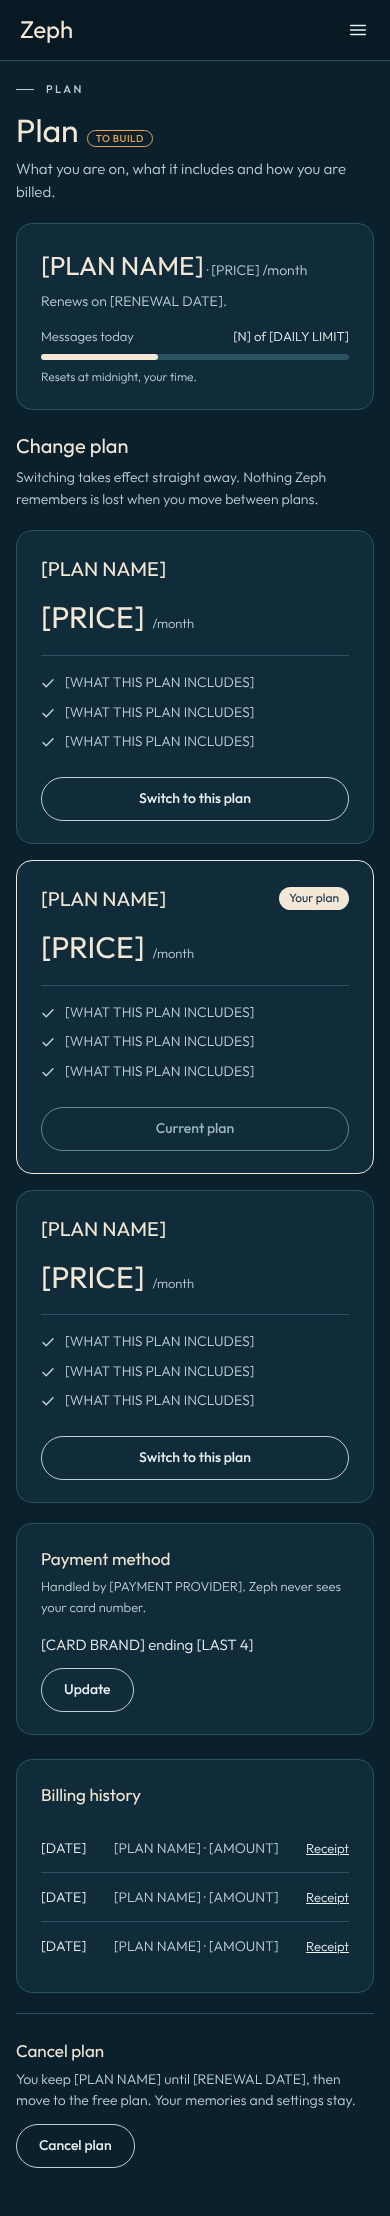 Zeph
PLAN
Plan TO BUILD
What you are on, what it includes and how you are
billed.
[PLAN NAME] · [PRICE] /month
Renews on [RENEWAL DATE].
Messages today [N] of [DAILY LIMIT]
Resets at midnight, your time.
Change plan
Switching takes effect straight away. Nothing Zeph
remembers is lost when you move between plans.
[PLAN NAME]
[PRICE] /month
[WHAT THIS PLAN INCLUDES]
[WHAT THIS PLAN INCLUDES]
[WHAT THIS PLAN INCLUDES]
Switch to this plan
[PLAN NAME] Your plan
[PRICE] /month
[WHAT THIS PLAN INCLUDES]
[WHAT THIS PLAN INCLUDES]
[WHAT THIS PLAN INCLUDES]
Current plan
[PLAN NAME]
[PRICE] /month
[WHAT THIS PLAN INCLUDES]
[WHAT THIS PLAN INCLUDES]
[WHAT THIS PLAN INCLUDES]
Switch to this plan
Payment method
Handled by [PAYMENT PROVIDER]. Zeph never sees
your card number.
[CARD BRAND] ending [LAST 4]
Update
Billing history
[DATE] [PLAN NAME] · [AMOUNT] Receipt
[DATE] [PLAN NAME] · [AMOUNT] Receipt
[DATE] [PLAN NAME] · [AMOUNT] Receipt
Cancel plan
You keep [PLAN NAME] until [RENEWAL DATE], then
move to the free plan. Your memories and settings stay.
Cancel plan